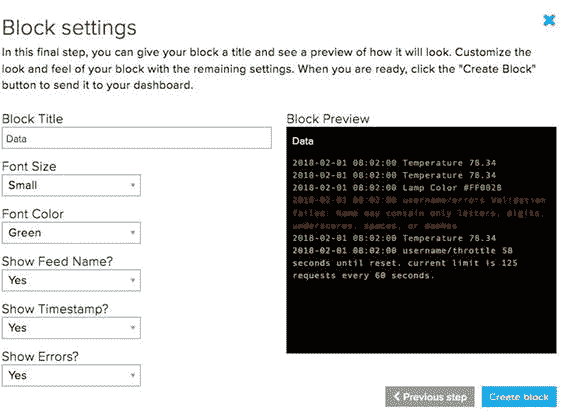 Block settings
In this final step, you can give your block a title and see a preview of how it will look. Customize the
look and feel of your block with the remaining settings. When you are ready, click the "Create Block"
button to send it to your dashboard.
Block Title
Data
Font Size
Small
Font Color
Green
Show Feed Name?
Yes
Show Timestamp?
Yes
Show Errors?
Yes
Block Preview
Data
2018-02-01 08:02:00 Temperature 78.34
2018-02-01 08:02:00 Temperature 78.34
2018-02-01 08:02:00 Lamp Color #FF0028
2018-02-01 08:02:00 username/errors Validation
failed: Name may contain only letters, digits,
underscores, spaces, or dashes
2018-02-01 08:02:00 Temperature 78.34
2018-02-01 08:02:00 username/throttle 58
seconds until reset. current limit is 125
requests every 60 seconds.
Previous step
Create block